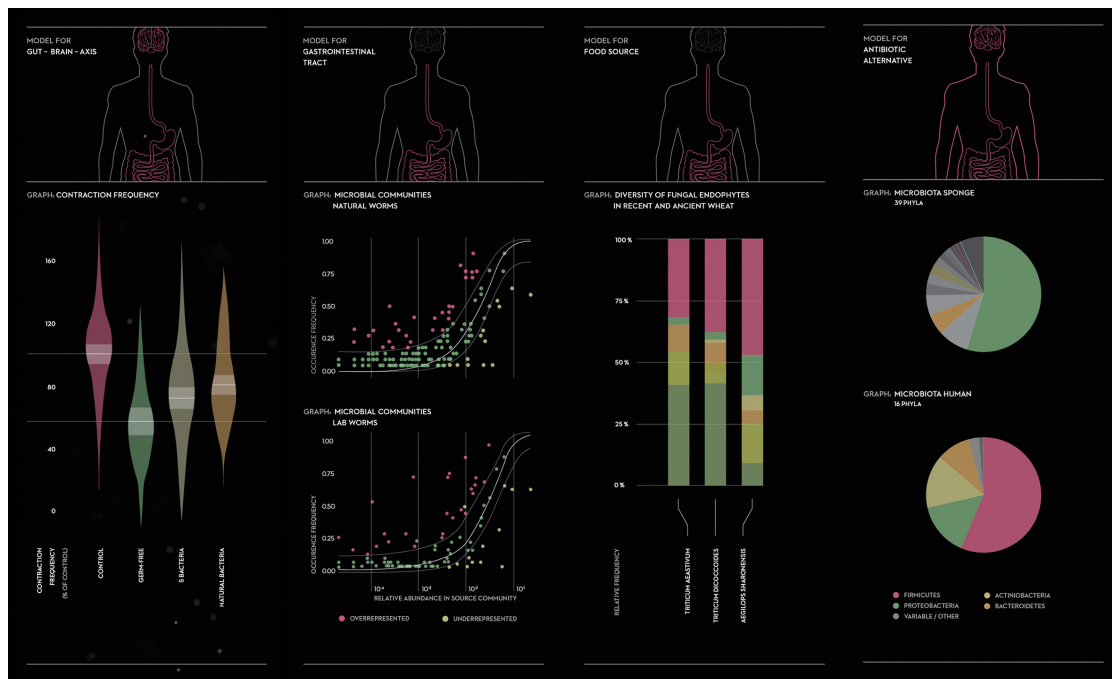 MODEL FOR
GUT - BRAIN - AXIS
GRAPH: CONTRACTION FREQUENCY
160
120
80
40
0
CONTRACTION
FREQUENCY
(% OF CONTROL)
CONTROL
GERM-FREE
5 BACTERIA
NATURAL BACTERIA
MODEL FOR
GASTROINTESTINAL
TRACT
GRAPH: MICROBIAL COMMUNITIES
NATURAL WORMS
OCCURENCE FREQUENCY
1.00
0.75
0.50
0.25
0.00
GRAPH: MICROBIAL COMMUNITIES
LAB WORMS
OCCURENCE FREQUENCY
1.00
0.75
0.50
0.25
0.00
RELATIVE ABUNDANCE IN SOURCE COMMUNITY
OVERREPRESENTED
UNDERREPRESENTED
MODEL FOR
FOOD SOURCE
GRAPH: DIVERSITY OF FUNGAL ENDOPHYTES
IN RECENT AND ANCIENT WHEAT
100 %
75 %
50 %
25 %
0 %
RELATIVE FREQUENCY
TRITICUM AEASTIVUM
TRITICUM DICOCCOIDES
AEGILOPS SHARONENSIS
MODEL FOR
ANTIBIOTIC
ALTERNATIVE
GRAPH: MICROBIOTA SPONGE
39 PHYLA
GRAPH: MICROBIOTA HUMAN
16 PHYLA
FIRMICUTES
ACTINIOBACTERIA
PROTEOBACTERIA
BACTEROIDETES
VARIABLE / OTHER